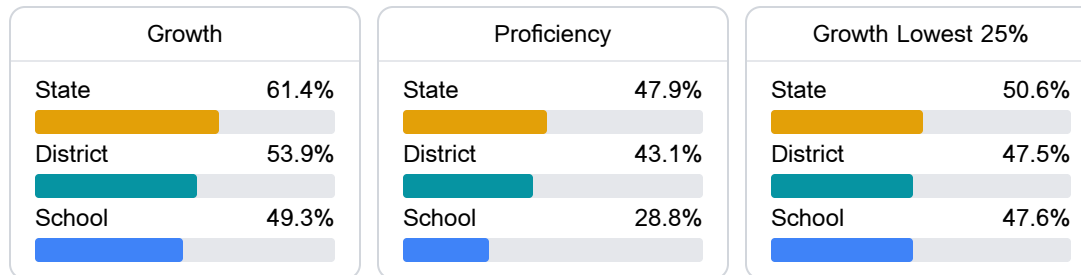 Growth
State 61.4%
District 53.9%
School 49.3%
Proficiency
State 47.9%
District 43.1%
School 28.8%
Growth Lowest 25%
State 50.6%
District 47.5%
School 47.6%